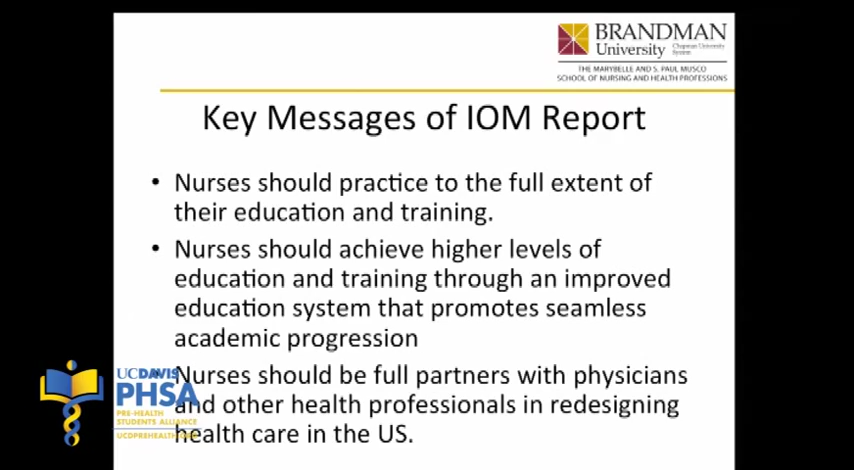 BRANDMAN
University
Chapman University
System
THE MARYBELLE AND S. PAUL MUSCO
SCHOOL OF NURSING AND HEALTH PROFESSIONS
Key Messages of IOM Report
• Nurses should practice to the full extent of
their education and training.
• Nurses should achieve higher levels of
education and training through an improved
education system that promotes seamless
academic progression
Nurses should be full partners with physicians
and other health professionals in redesigning
health care in the US.
UCDAVIS
PHSA
PRE-HEALTH
STUDENTS ALLIANCE